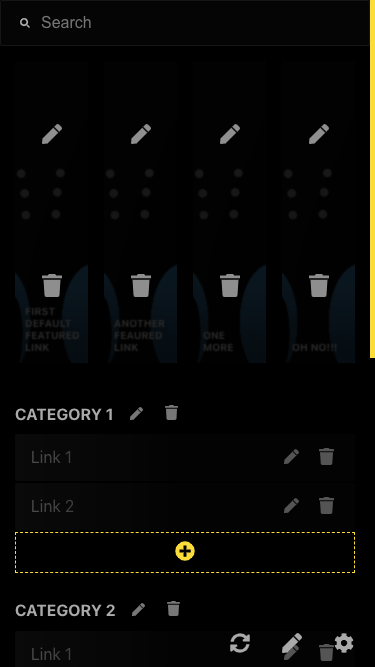 Search
FIRST
DEFAULT
FEATURED
LINK
ANOTHER
FEAURED
LINK
ONE
MORE
OH NO!!!
CATEGORY 1
Link 1
Link 2
CATEGORY 2
Link 1